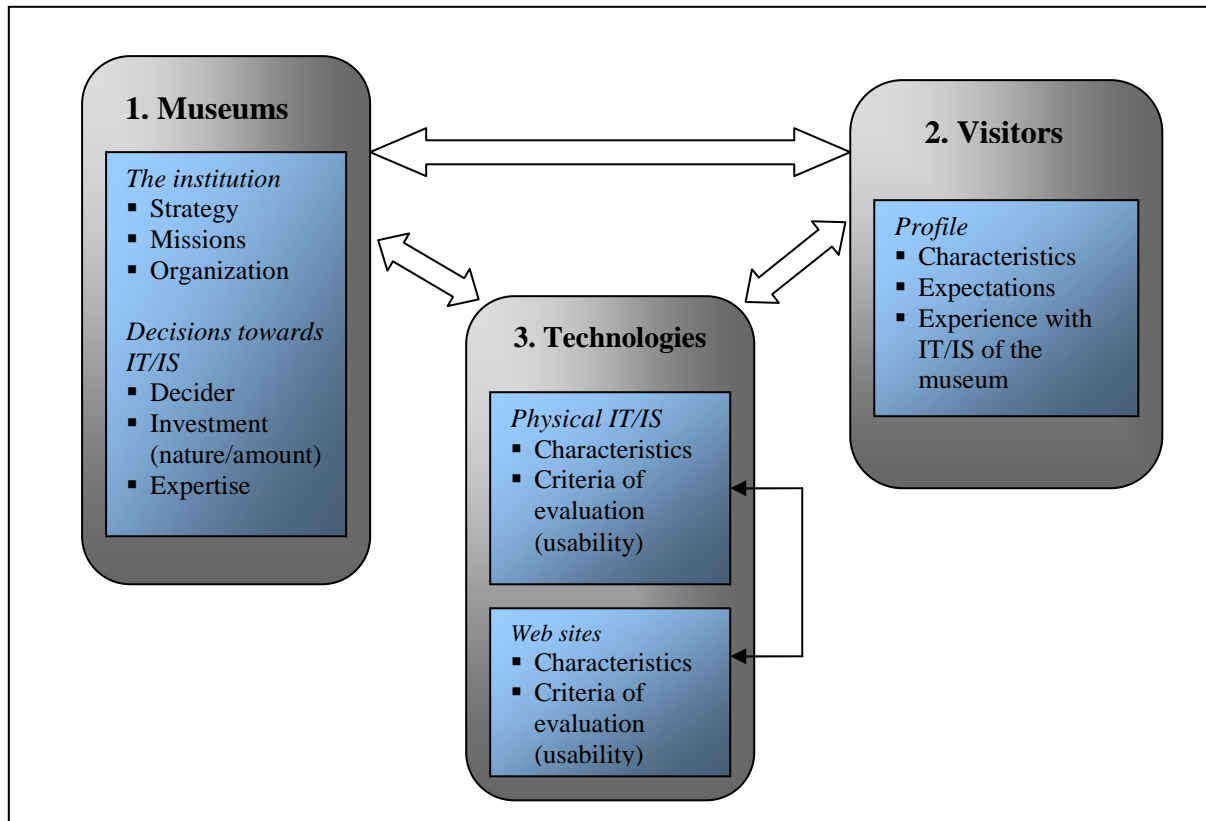 1. Museums
The institution
▪ Strategy
▪ Missions
▪ Organization
Decisions towards
IT/IS
▪ Decider
▪ Investment
(nature/amount)
▪ Expertise
2. Visitors
Profile
▪ Characteristics
▪ Expectations
▪ Experience with
IT/IS of the
museum
3. Technologies
Physical IT/IS
▪ Characteristics
▪ Criteria of
evaluation
(usability)
Web sites
▪ Characteristics
▪ Criteria of
evaluation
(usability)